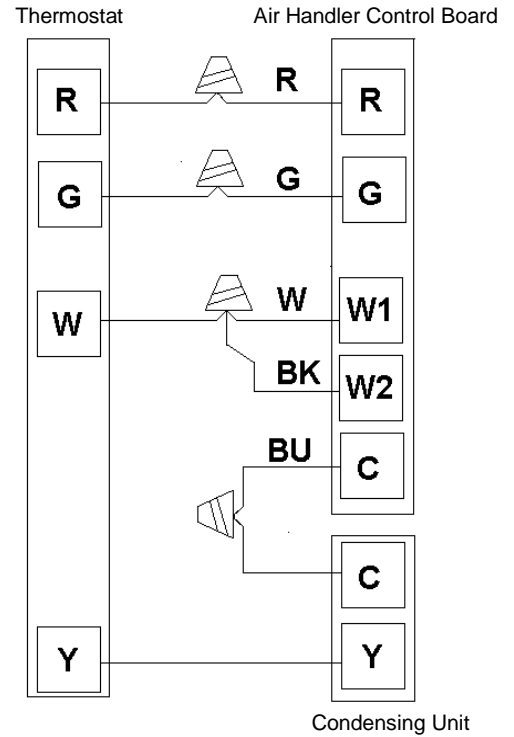 Thermostat Air Handler Control Board
R R R
G G G
W W W1
BK W2
BU C
C
Y Y
Condensing Unit